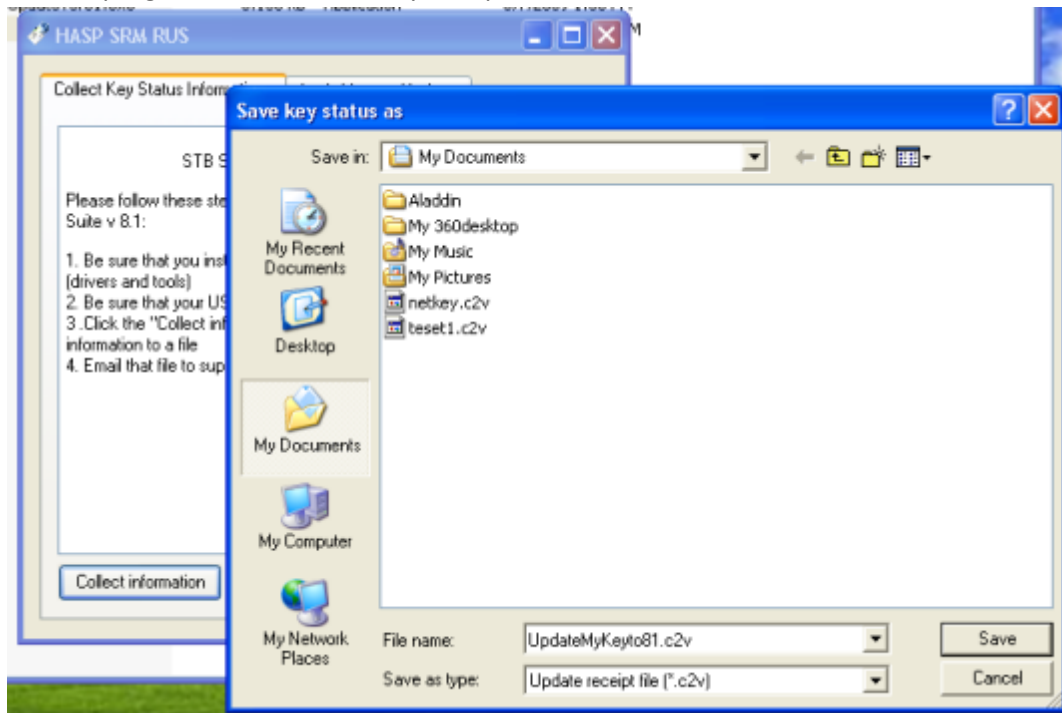 HASP SRM RUS
Collect Key Status Inform
STB S
Please follow these ste
Suite v 8.1:
1. Be sure that you inst
(drivers and tools)
2. Be sure that your US
3 .Click the "Collect inf
information to a file
4. Email that file to sup
Collect information
Save key status as
Save in:
My Documents
My Recent
Documents
Desktop
My Documents
My Computer
My Network
Places
Aladdin
My 360desktop
My Music
My Pictures
netkey.c2v
teset1.c2v
File name:
UpdateMyKeyto81.c2v
Save
Save as type:
Update receipt file (*.c2v)
Cancel